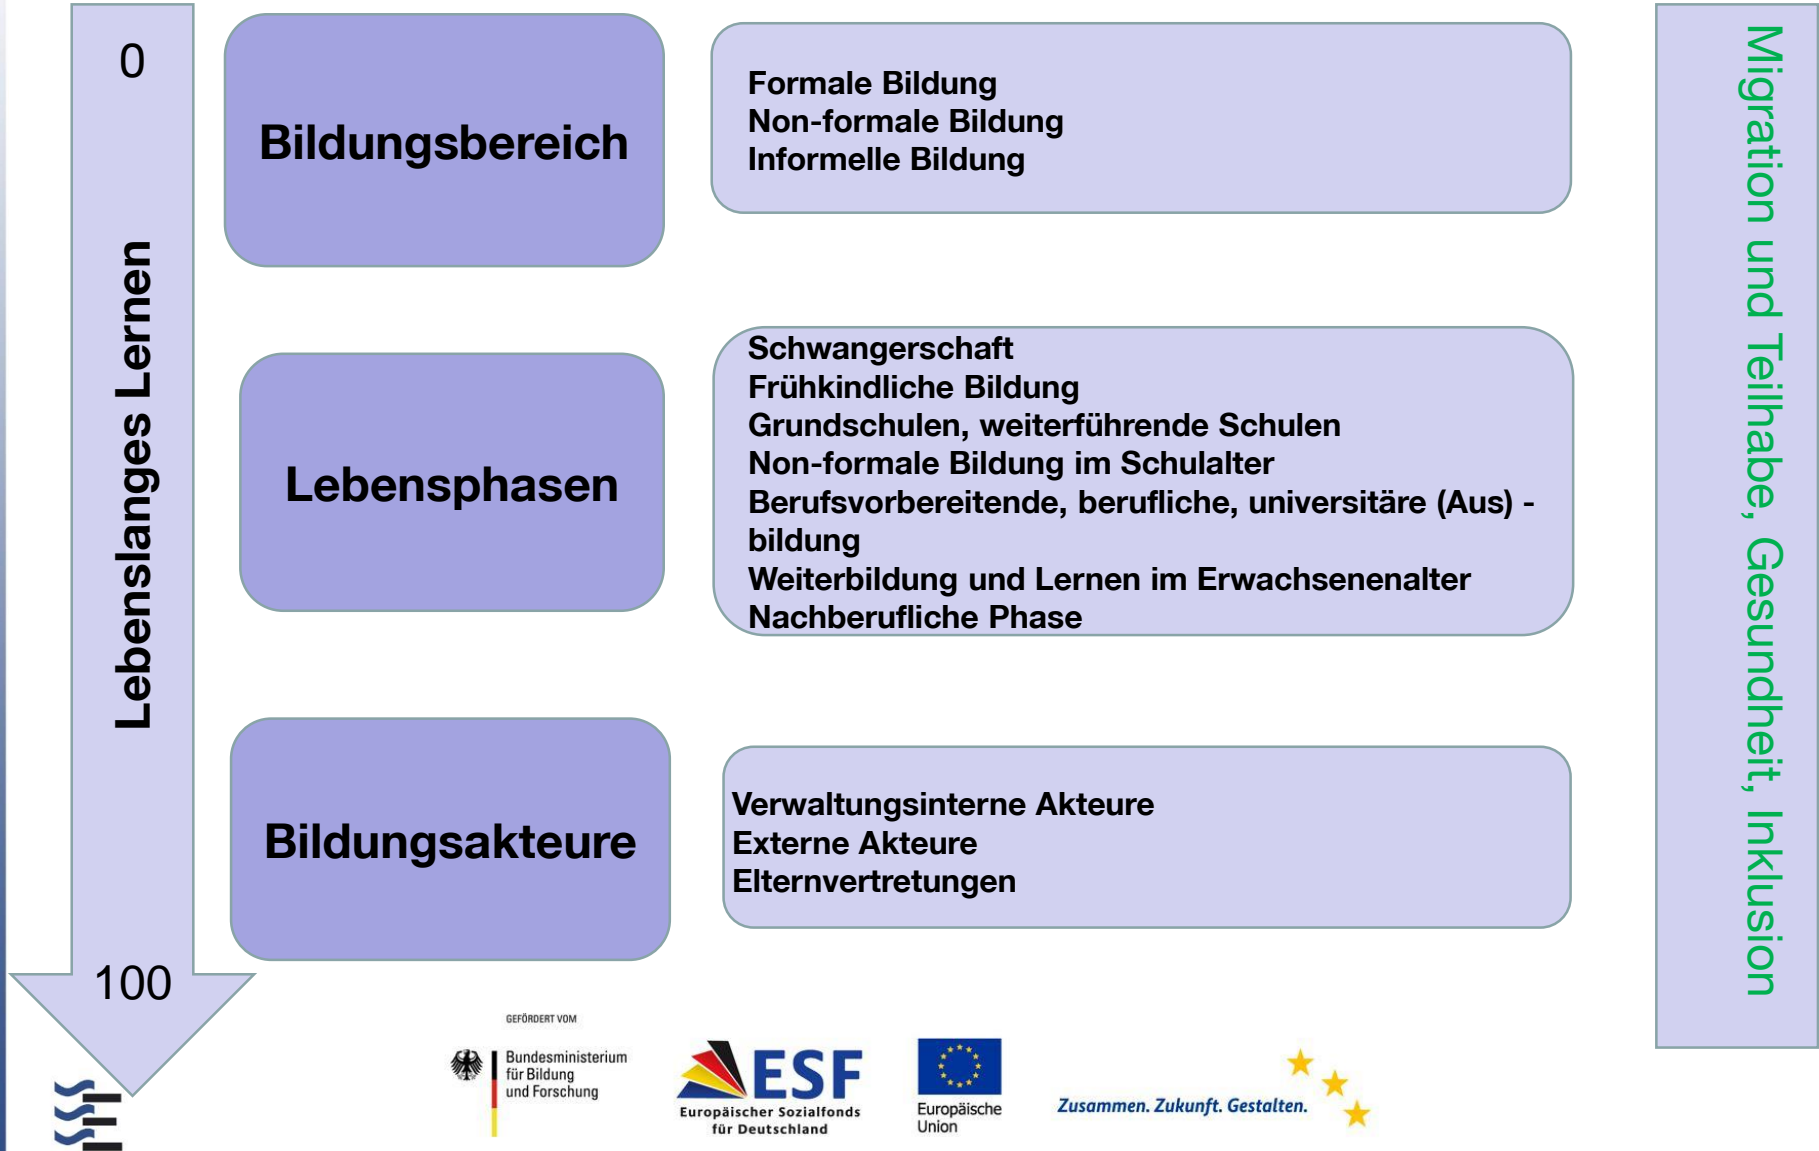 0
Lebenslanges Lernen
100
Bildungsbereich
Formale Bildung
Non-formale Bildung
Informelle Bildung
Lebensphasen
Schwangerschaft
Frühkindliche Bildung
Grundschulen, weiterführende Schulen
Non-formale Bildung im Schulalter
Berufsvorbereitende, berufliche, universitäre (Aus) -
bildung
Weiterbildung und Lernen im Erwachsenenalter
Nachberufliche Phase
Bildungsakteure
Verwaltungsinterne Akteure
Externe Akteure
Elternvertretungen
Migration und Teilhabe, Gesundheit, Inklusion
GEFÖRDERT VOM
Bundesministerium
für Bildung
und Forschung
ESF
Europäischer Sozialfonds
für Deutschland
Europäische
Union
Zusammen. Zukunft. Gestalten.